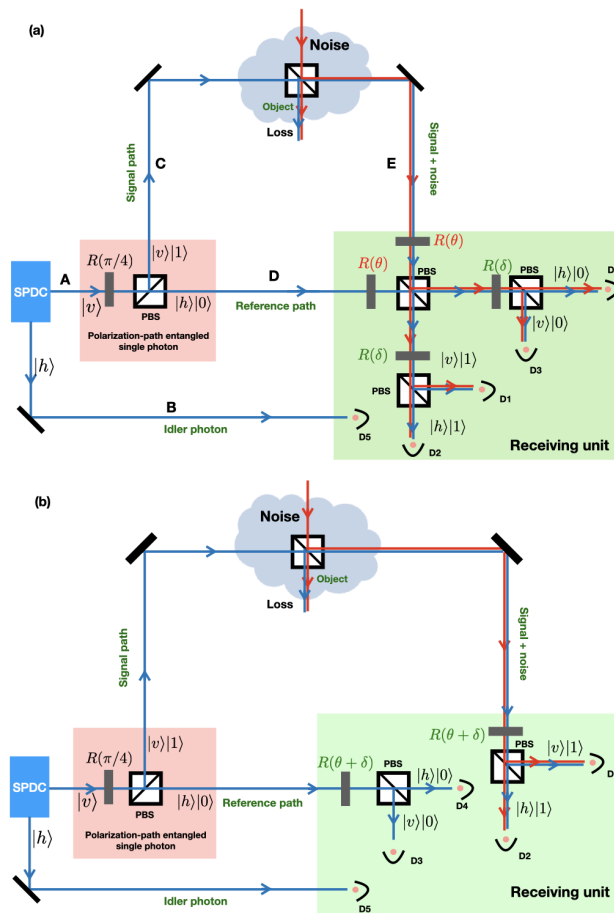 (a)
Noise
Object
Loss
C
Signal path
E
Signal + noise
R(π/4)
|v⟩|1⟩
D
R(θ)
R(θ)
PBS
R(δ)
PBS
|h⟩|0⟩
D
A
SPDC
|v⟩
PBS
|h⟩|0⟩
Reference path
Polarization-path entangled
single photon
|v⟩|0⟩
D3
R(δ)
|v⟩|1⟩
PBS
D1
|h⟩
B
Idler photon
D5
|h⟩|1⟩
D2
Receiving unit
(b)
Noise
Object
Loss
Signal path
Signal + noise
R(π/4)
|v⟩|1⟩
R(θ + δ)
PBS
|v⟩|1⟩
D
R(θ + δ)
PBS
|h⟩|0⟩
D4
SPDC
|v⟩
PBS
|h⟩|0⟩
Reference path
|h⟩|1⟩
Polarization-path entangled
single photon
|v⟩|0⟩
D3
D2
|h⟩
Idler photon
D5
Receiving unit